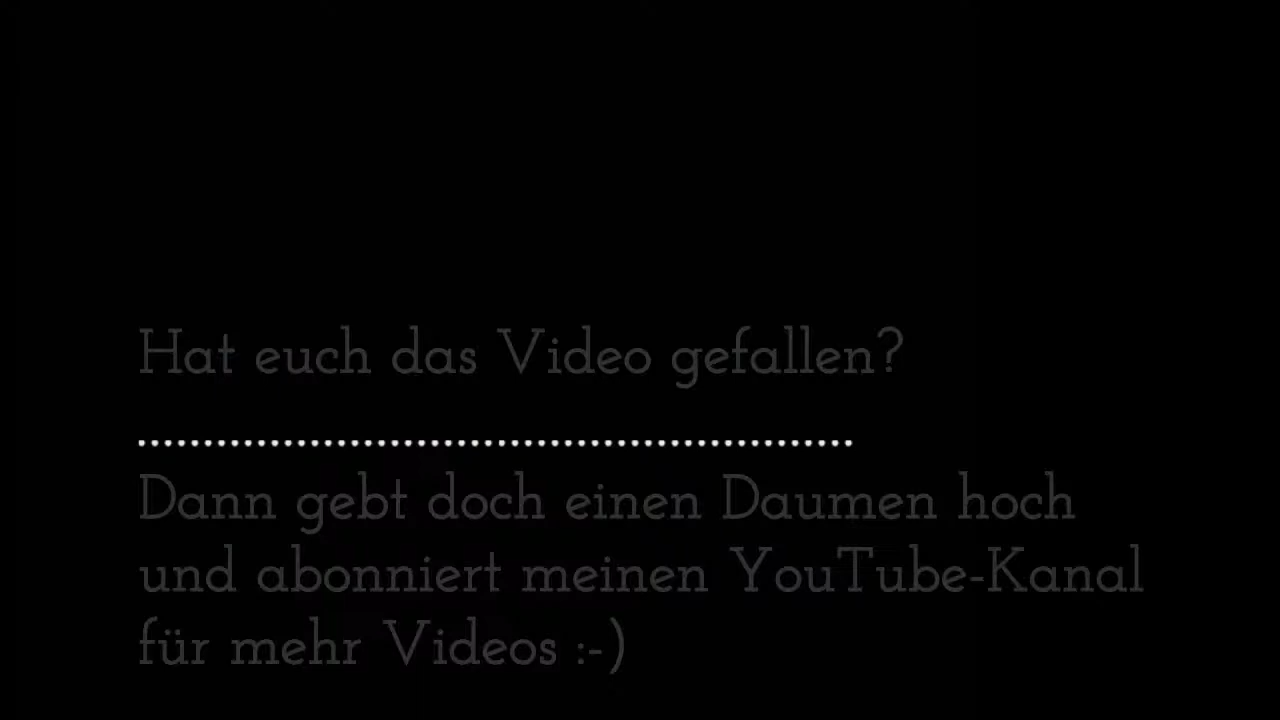 Hat euch das Video gefallen?
Dann gebt doch einen Daumen hoch
und abonniert meinen YouTube-Kanal
für mehr Videos :-)